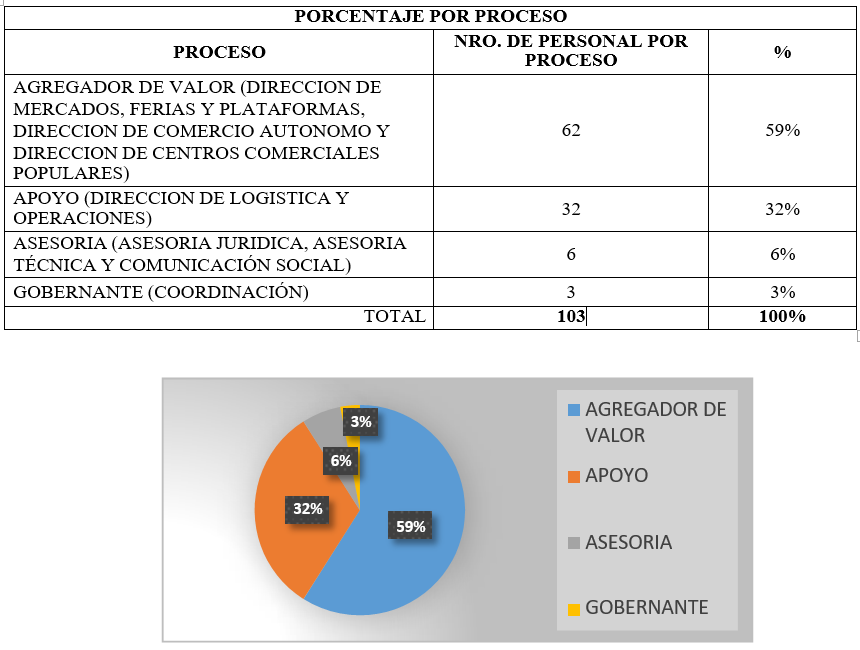 PORCENTAJE POR PROCESO
PROCESO
NRO. DE PERSONAL POR
PROCESO
%
AGREGADOR DE VALOR (DIRECCION DE
MERCADOS, FERIAS Y PLATAFORMAS,
DIRECCION DE COMERCIO AUTONOMO Y
DIRECCION DE CENTROS COMERCIALES
POPULARES)
62
59%
APOYO (DIRECCION DE LOGISTICA Y
OPERACIONES)
32
32%
ASESORIA (ASESORIA JURIDICA, ASESORIA
TÉCNICA Y COMUNICACIÓN SOCIAL)
6
6%
GOBERNANTE (COORDINACIÓN)
3
3%
TOTAL
103
100%
3%
6%
32%
59%
AGREGADOR DE
VALOR
APOYO
ASESORIA
GOBERNANTE